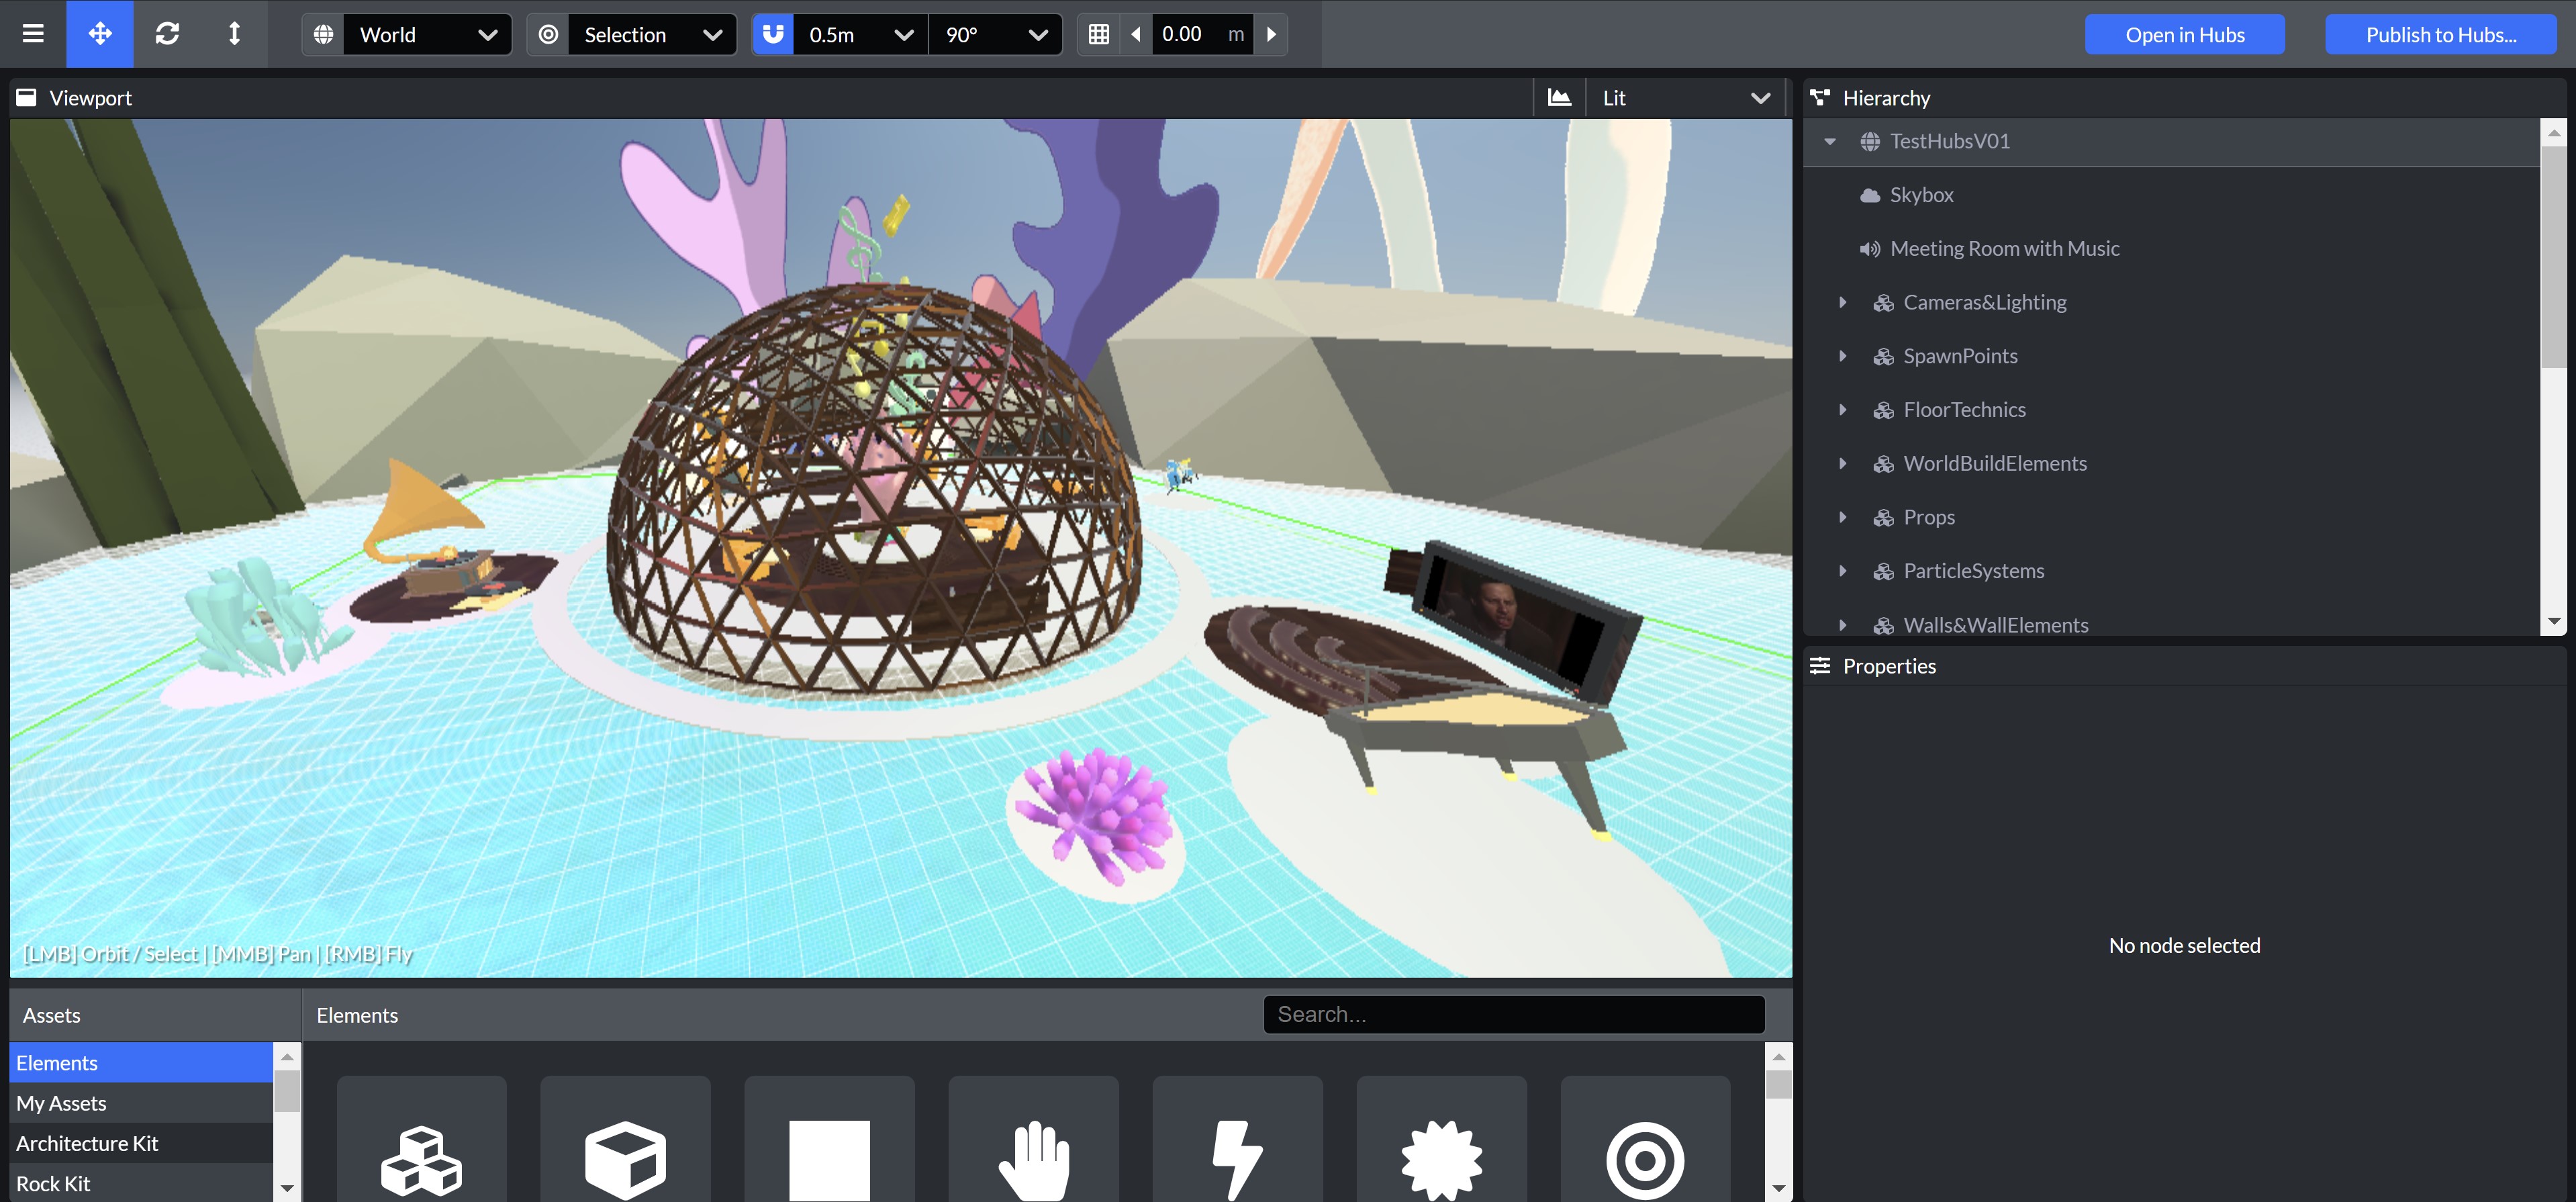 World
Selection
0.5m
90°
0.00 m
Open in Hubs
Publish to Hubs...
Viewport
Lit
[LMB] Orbit / Select | [MMB] Pan | [RMB] Fly
Hierarchy
TestHubsV01
Skybox
Meeting Room with Music
Cameras&Lighting
SpawnPoints
FloorTechnics
WorldBuildElements
Props
ParticleSystems
Walls&WallElements
Properties
No node selected
Assets
Elements
My Assets
Architecture Kit
Rock Kit
Elements
Search...